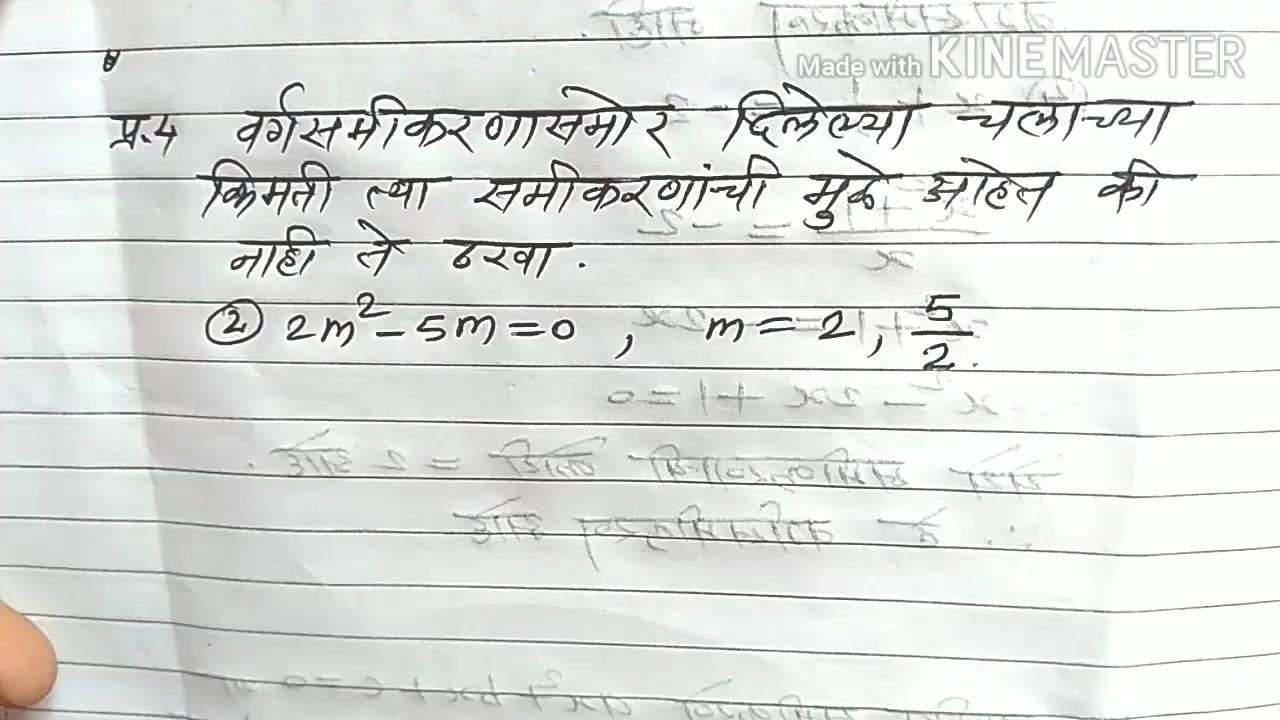 Made with KINEMASTER
प्र.4 वर्गसमीकरणासमोर दिलेल्या चलाच्या
किमती त्या समीकरणांची मुळे आहेत की
नाही ते ठरवा.
② 2m² - 5m = 0 , m = 2, 5/2.